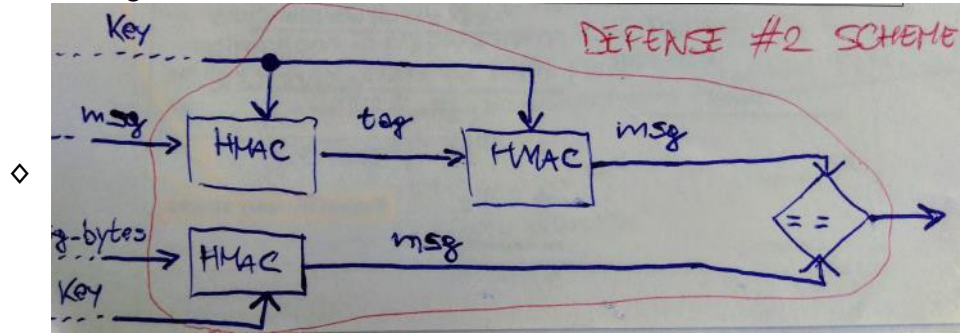 Key
DEFENSE #2 SCHEME
msg
HMAC
tag
HMAC
msg
g-bytes
HMAC
msg
Key
==